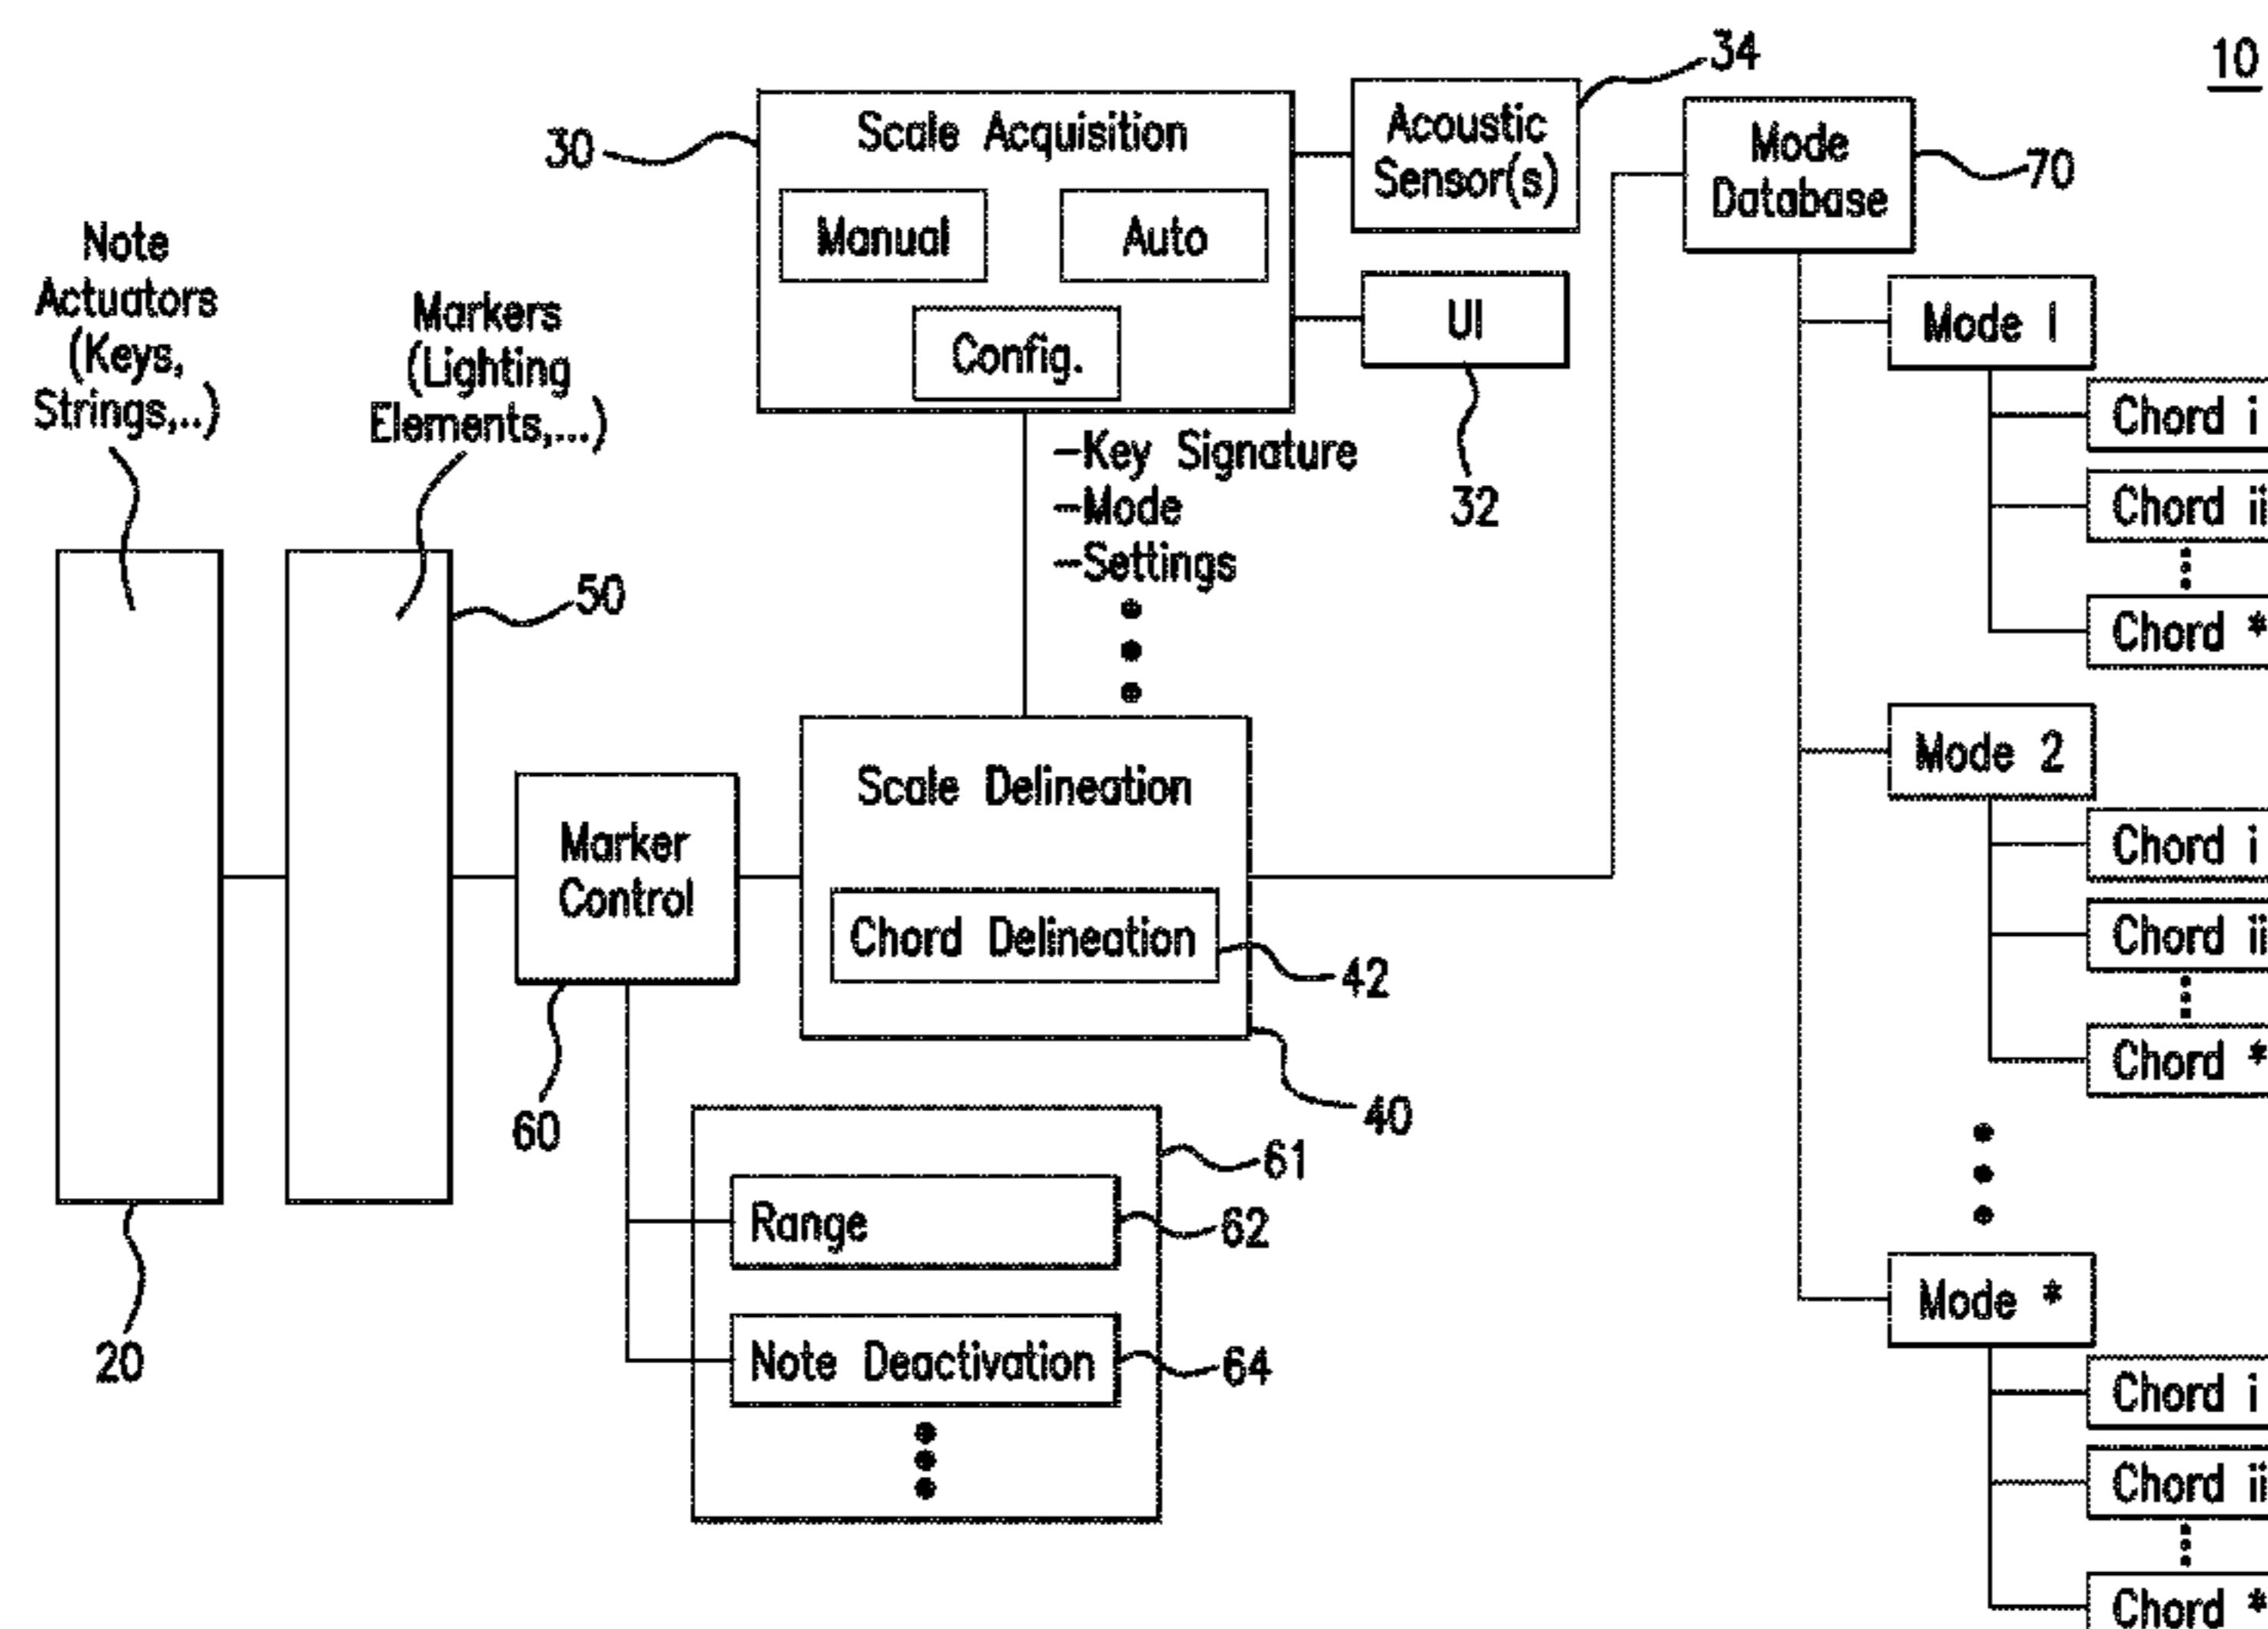 10
34
30
Scale Acquisition
Manual
Auto
Config.
Acoustic
Sensor(s)
UI
32
Mode
Database
70
Note
Actuators
(Keys,
Strings,..)
Markers
(Lighting
Elements,...)
50
20
-Key Signature
-Mode
-Settings
Marker
Control
60
Scale Delineation
Chord Delineation
42
40
61
Range
62
Note Deactivation
64
Mode 1
Chord i
Chord ii
Chord *
Mode 2
Chord i
Chord ii
Chord *
Mode *
Chord i
Chord ii
Chord *